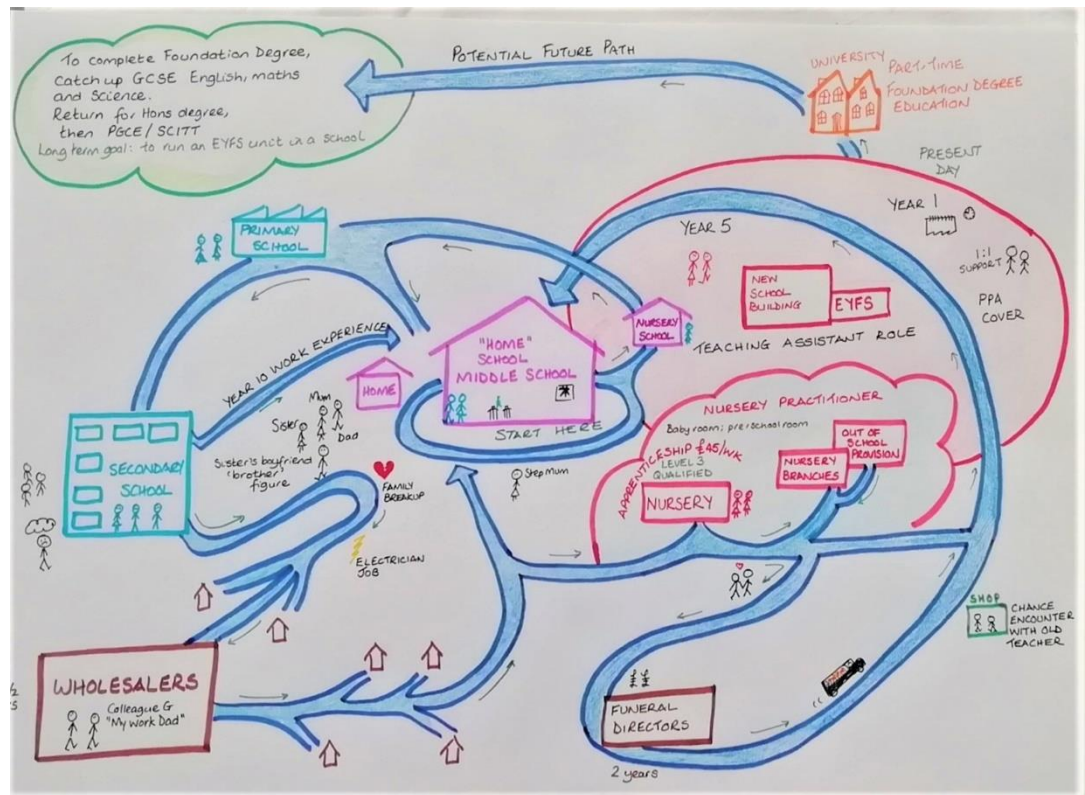 To complete Foundation Degree,
Catch up GCSE English, maths
and Science.
Return for Hons degree,
then PGCE/SCITT
Long term goal: to run an EYFS unit in a school
POTENTIAL FUTURE PATH
UNIVERSITY
PART-TIME
FOUNDATION DEGREE
EDUCATION
PRESENT
DAY
YEAR 1
1:1
SUPPORT
PPA
COVER
YEAR 5
NEW
SCHOOL
BUILDING
EYFS
TEACHING ASSISTANT ROLE
PRIMARY
SCHOOL
NURSERY
SCHOOL
"HOME"
SCHOOL
MIDDLE SCHOOL
HOME
START HERE
YEAR 10 WORK EXPERIENCE
SECONDARY
SCHOOL
Mum
Sister
Dad
Sister's boyfriend
'brother'
figure
FAMILY
BREAKUP
ELECTRICIAN
JOB
Step Mum
NURSERY PRACTITIONER
Baby room; pre-school room
OUT OF
SCHOOL
PROVISION
NURSERY
BRANCHES
APPRENTICESHIP £45/WK
LEVEL 3
QUALIFIED
NURSERY
SHOP
CHANCE
ENCOUNTER
WITH OLD
TEACHER
WHOLESALERS
Colleague G
"My work Dad"
£££
FUNERAL
DIRECTORS
2 years